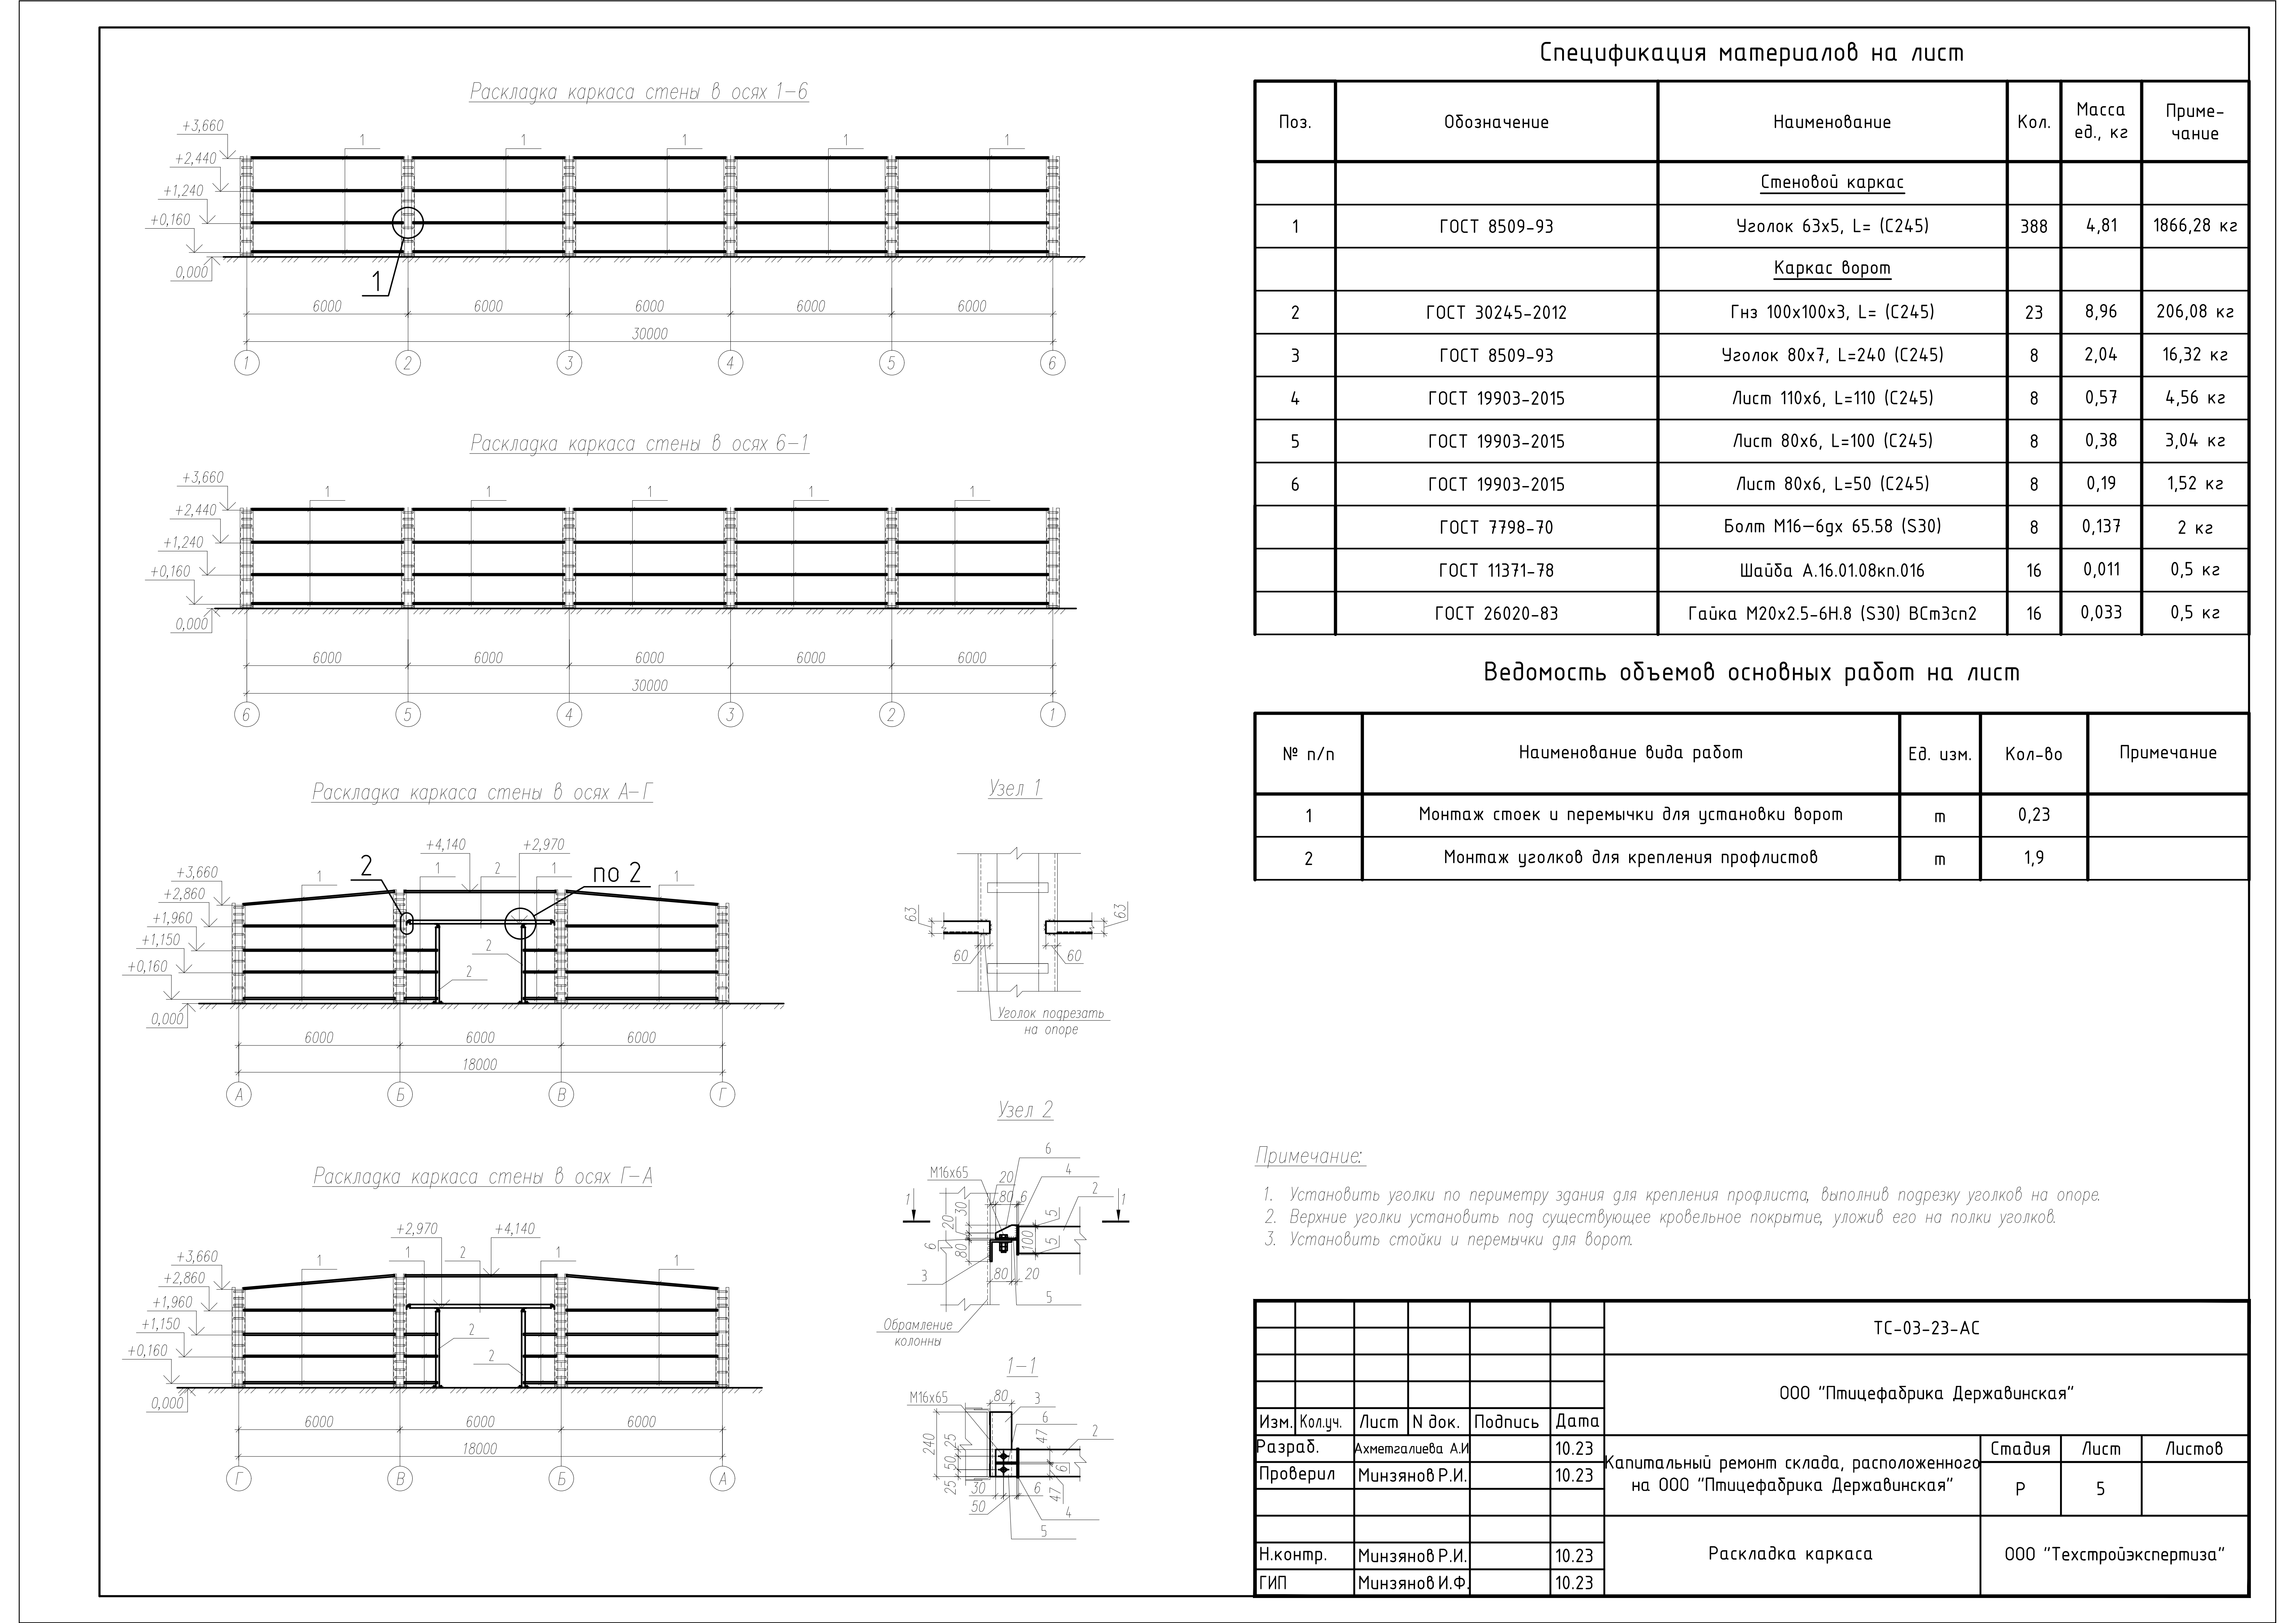 Раскладка каркаса стены в осях 1-6
+3,660
+2,440
+1,240
+0,160
0,000
1 1 1 1 1
1
6000 6000 6000 6000 6000
30000
1 2 3 4 5 6
Раскладка каркаса стены в осях 6-1
+3,660
+2,440
+1,240
+0,160
0,000
1 1 1 1 1
6000 6000 6000 6000 6000
30000
6 5 4 3 2 1
Раскладка каркаса стены в осях А-Г
+4,140 +2,970
2 по 2
+3,660
+2,860
+1,960
+1,150
+0,160
0,000
1 1 2 1 1
2
2
6000 6000 6000
18000
А Б В Г
Раскладка каркаса стены в осях Г-А
+2,970 +4,140
+3,660
+2,860
+1,960
+1,150
+0,160
0,000
1 1 2 1 1
2
2
6000 6000 6000
18000
Г В Б А
Узел 1
63 63
60 60
Уголок подрезать
на опоре
Узел 2
6
М16х65 20 4
2
1 80 6 1
30
20 5
6 80 100 5
3 80 20
5
Обрамление
колонны
1-1
М16х65 80 3
6
2
240 25 50 25
47 6 47
30 6
50
4
5
Спецификация материалов на лист
Поз. Обозначение Наименование Кол. Масса ед., кг Приме-чание
Стеновой каркас
1 ГОСТ 8509-93 Уголок 63х5, L= (С245) 388 4,81 1866,28 кг
Каркас ворот
2 ГОСТ 30245-2012 Гнз 100х100х3, L= (С245) 23 8,96 206,08 кг
3 ГОСТ 8509-93 Уголок 80х7, L=240 (С245) 8 2,04 16,32 кг
4 ГОСТ 19903-2015 Лист 110х6, L=110 (С245) 8 0,57 4,56 кг
5 ГОСТ 19903-2015 Лист 80х6, L=100 (С245) 8 0,38 3,04 кг
6 ГОСТ 19903-2015 Лист 80х6, L=50 (С245) 8 0,19 1,52 кг
ГОСТ 7798-70 Болт М16-6gх 65.58 (S30) 8 0,137 2 кг
ГОСТ 11371-78 Шайба А.16.01.08кп.016 16 0,011 0,5 кг
ГОСТ 26020-83 Гайка М20х2.5-6Н.8 (S30) ВСт3сп2 16 0,033 0,5 кг
Ведомость объемов основных работ на лист
№ п/п Наименование вида работ Ед. изм. Кол-во Примечание
1 Монтаж стоек и перемычки для установки ворот т 0,23
2 Монтаж уголков для крепления профлистов т 1,9
Примечание:
1. Установить уголки по периметру здания для крепления профлиста, выполнив подрезку уголков на опоре.
2. Верхние уголки установить под существующее кровельное покрытие, уложив его на полки уголков.
3. Установить стойки и перемычки для ворот.
ТС-03-23-АС
ООО "Птицефабрика Державинская"
Изм. Кол.уч. Лист N док. Подпись Дата
Разраб. Ахметгалиева А.И 10.23
Проверил Минзянов Р.И. 10.23
Капитальный ремонт склада, расположенного
на ООО "Птицефабрика Державинская"
Стадия Лист Листов
Р 5
Н.контр. Минзянов Р.И. 10.23
ГИП Минзянов И.Ф. 10.23
Раскладка каркаса
ООО "Техстройэкспертиза"